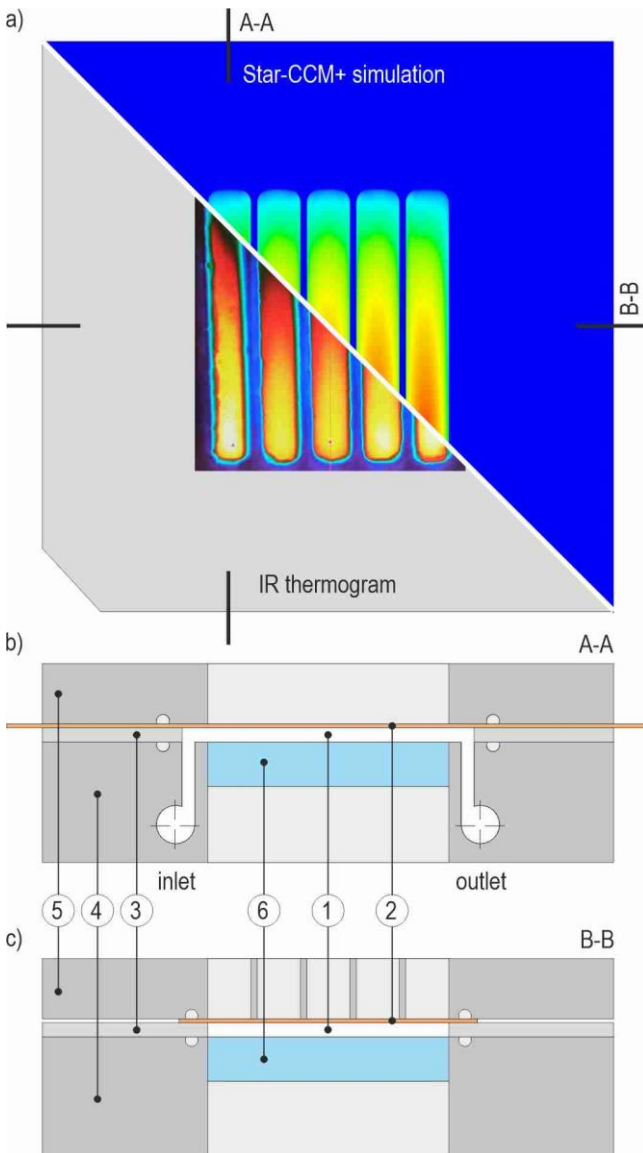 a)
A-A
Star-CCM+ simulation
B-B
IR thermogram
b)
A-A
inlet
outlet
5
4
3
6
1
2
c)
B-B